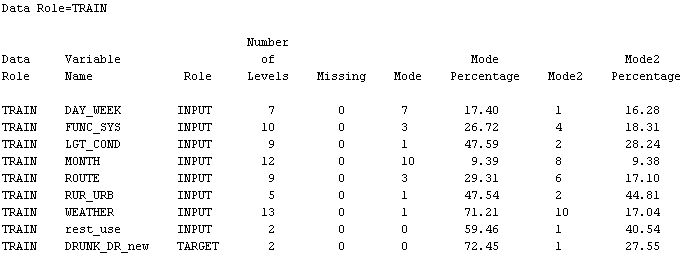 Data Role=TRAIN
Number
Data Variable of Mode Mode2
Role Name Role Levels Missing Mode Percentage Mode2 Percentage
TRAIN DAY_WEEK INPUT 7 0 7 17.40 1 16.28
TRAIN FUNC_SYS INPUT 10 0 3 26.72 4 18.31
TRAIN LGT_COND INPUT 9 0 1 47.59 2 28.24
TRAIN MONTH INPUT 12 0 10 9.39 8 9.38
TRAIN ROUTE INPUT 9 0 3 29.31 6 17.10
TRAIN RUR_URB INPUT 5 0 1 47.54 2 44.81
TRAIN WEATHER INPUT 13 0 1 71.21 10 17.04
TRAIN rest_use INPUT 2 0 0 59.46 1 40.54
TRAIN DRUNK_DR_new TARGET 2 0 0 72.45 1 27.55